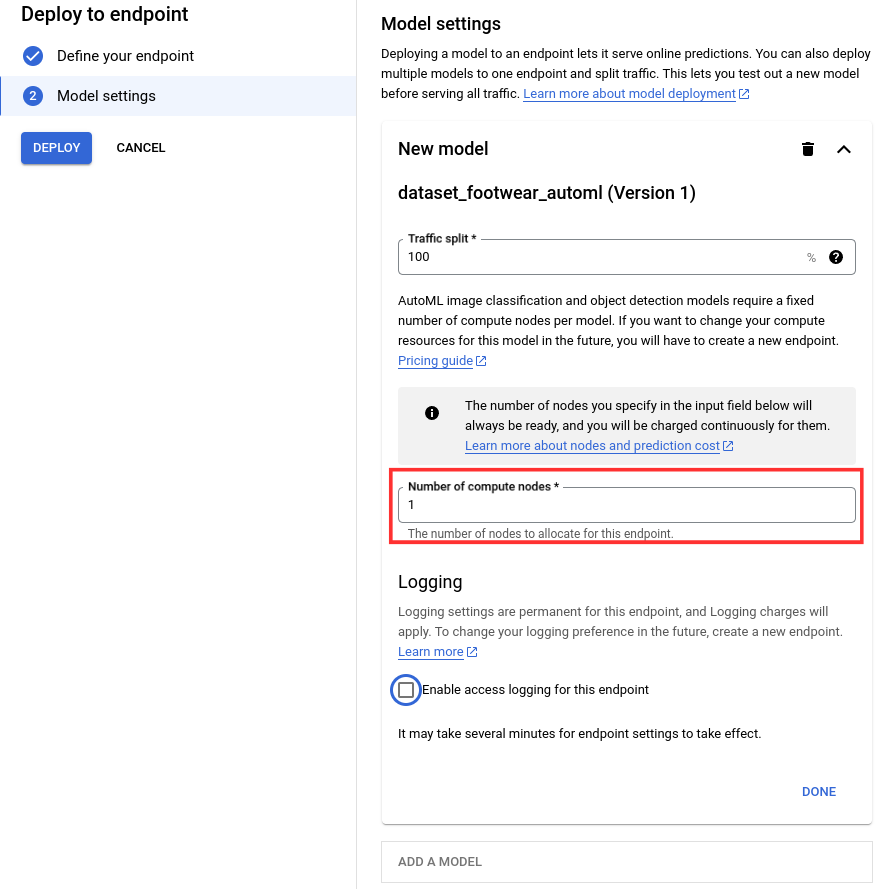 Deploy to endpoint
Define your endpoint
2 Model settings
DEPLOY CANCEL
Model settings
Deploying a model to an endpoint lets it serve online predictions. You can also deploy
multiple models to one endpoint and split traffic. This lets you test out a new model
before serving all traffic. Learn more about model deployment
New model
dataset_footwear_automl (Version 1)
Traffic split *
100 %
AutoML image classification and object detection models require a fixed
number of compute nodes per model. If you want to change your compute
resources for this model in the future, you will have to create a new endpoint.
Pricing guide
The number of nodes you specify in the input field below will
always be ready, and you will be charged continuously for them.
Learn more about nodes and prediction cost
Number of compute nodes *
1
The number of nodes to allocate for this endpoint.
Logging
Logging settings are permanent for this endpoint, and Logging charges will
apply. To change your logging preference in the future, create a new endpoint.
Learn more
Enable access logging for this endpoint
It may take several minutes for endpoint settings to take effect.
DONE
ADD A MODEL